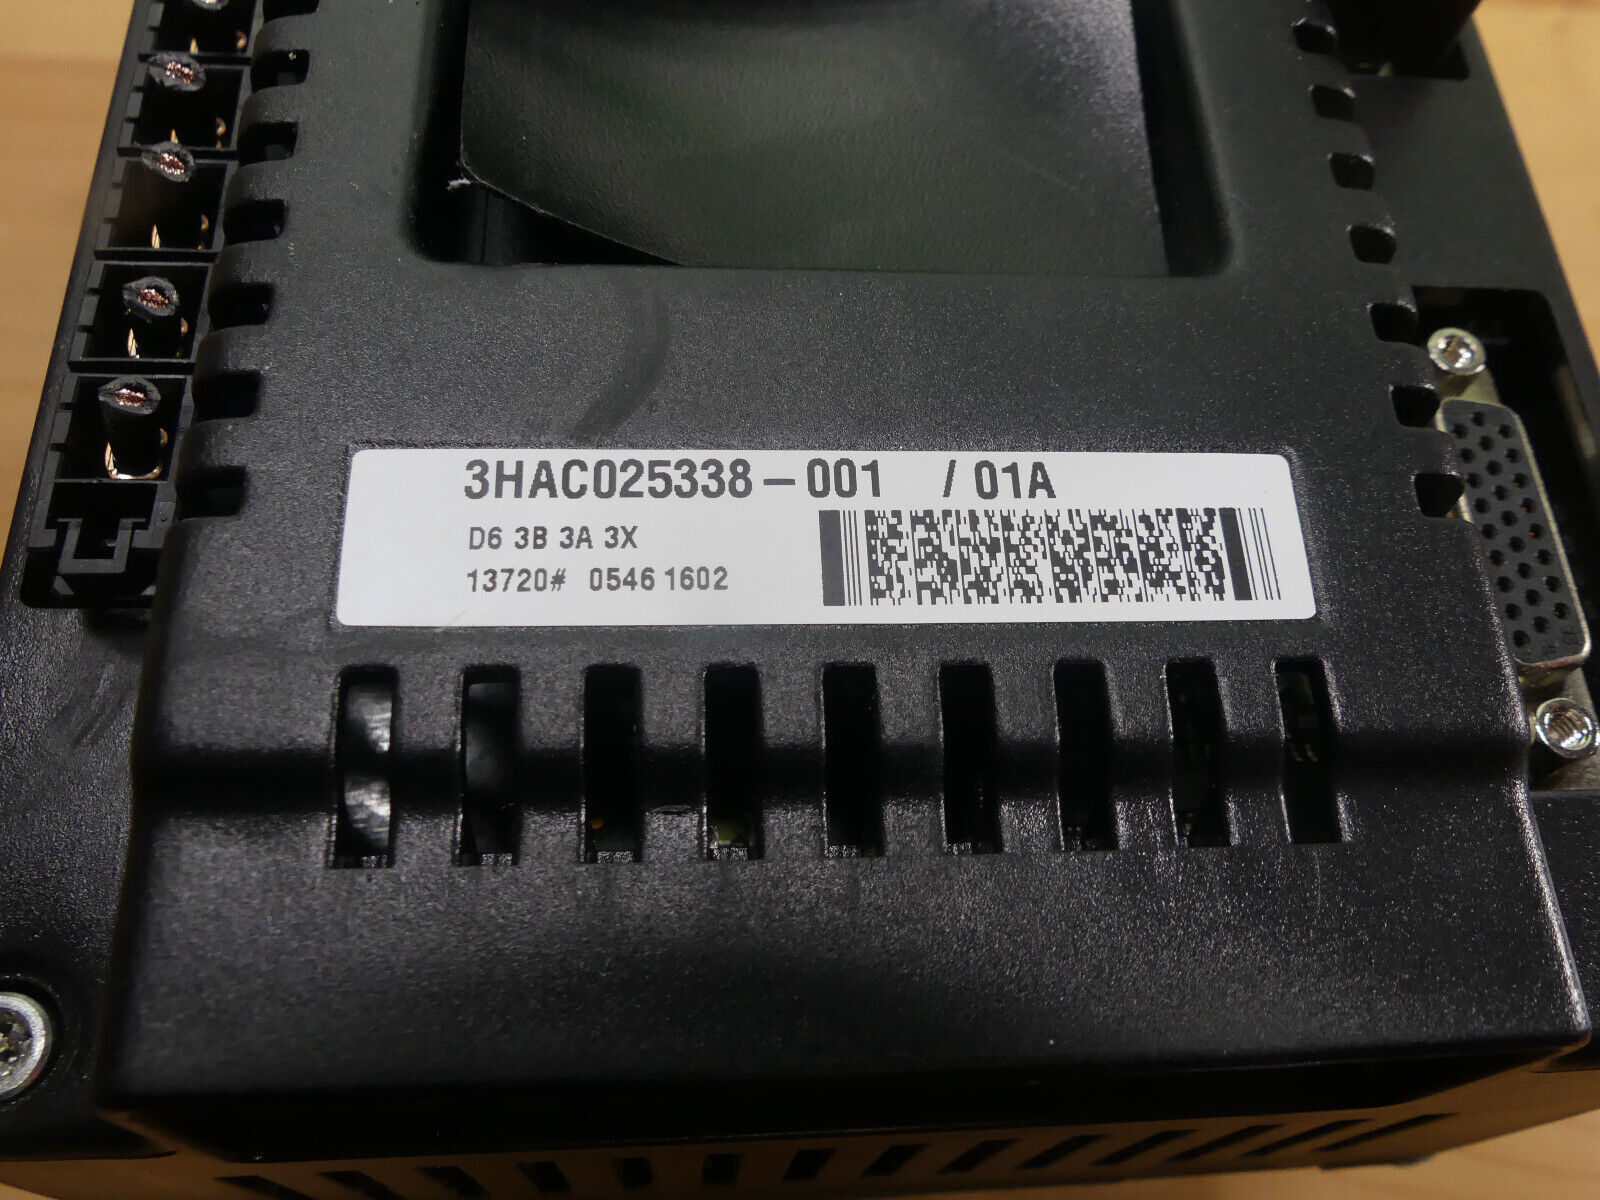 3HAC025338-001 / 01A
D6 3B 3A 3X
13720# 0546 1602